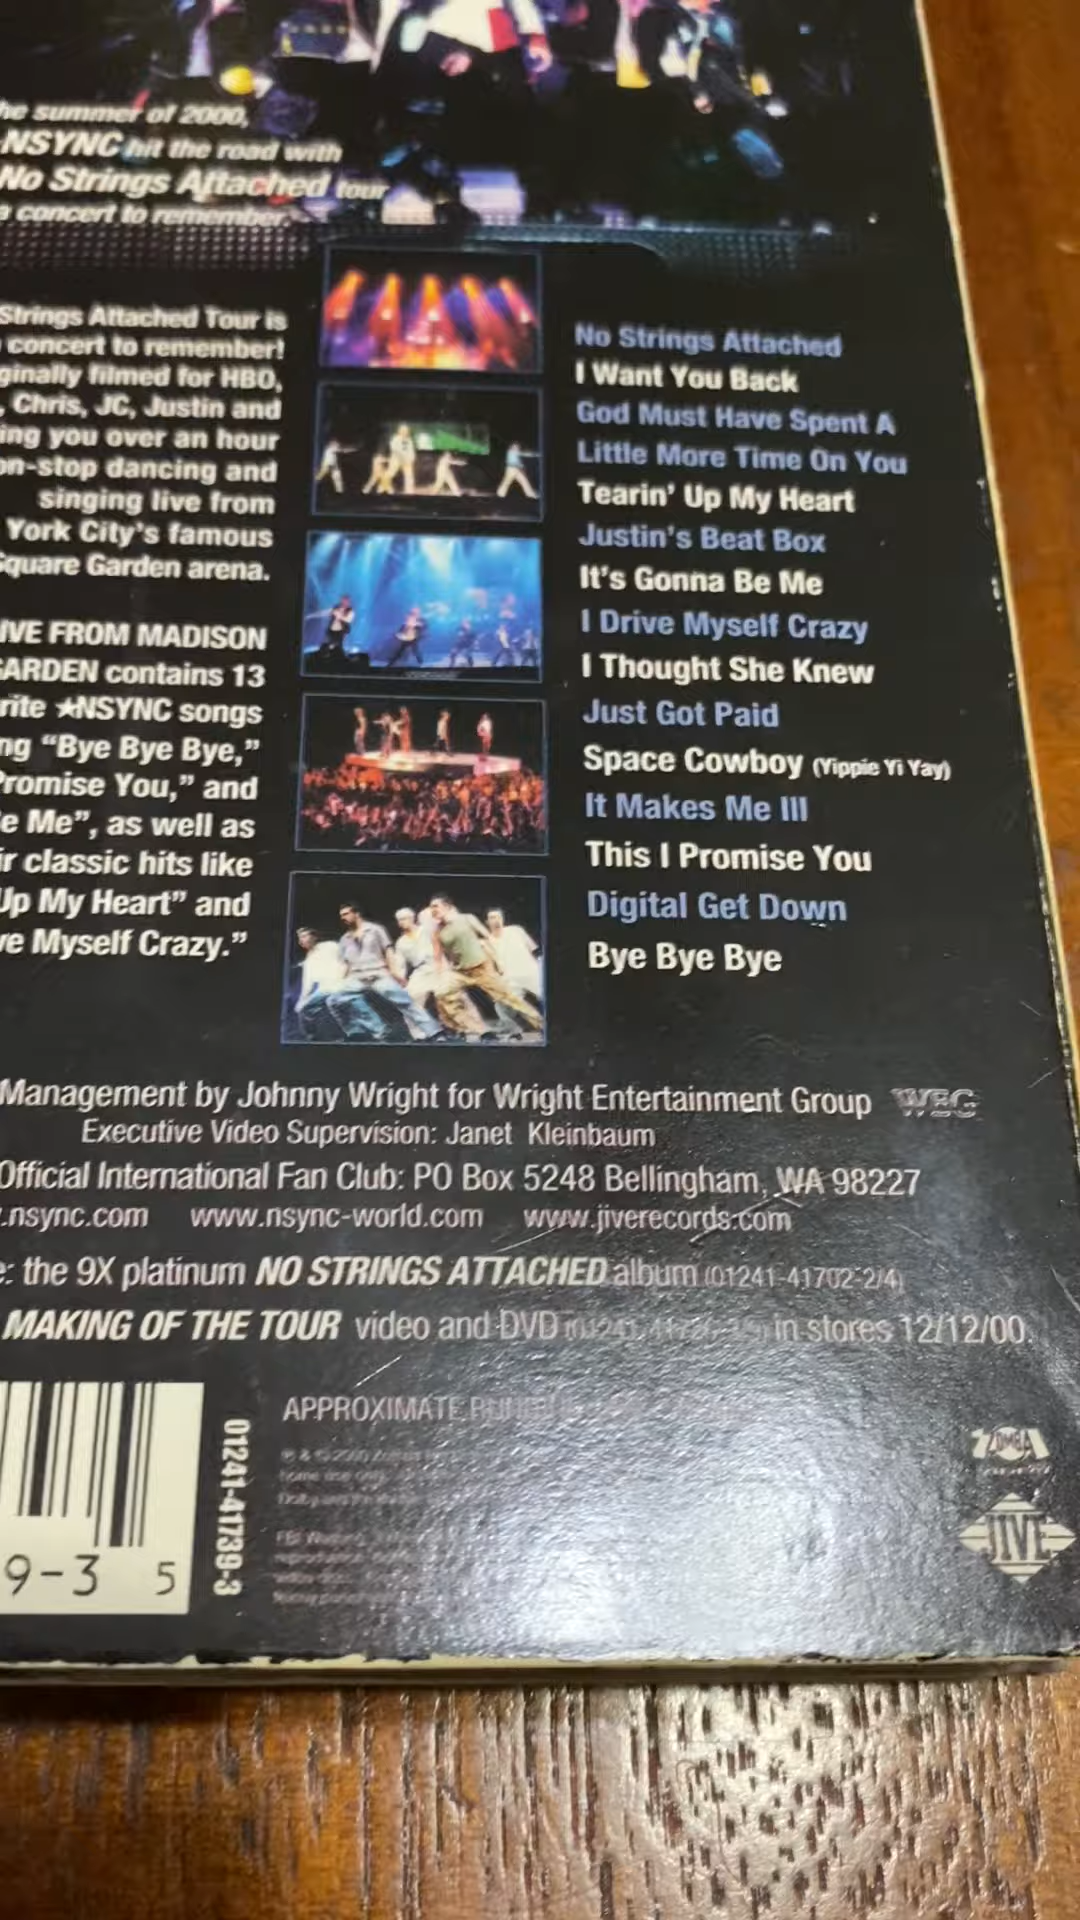 he summer of 2000,
NSYNC hit the road with
No Strings Attached tour
a concert to remember.
Strings Attached Tour is
concert to remember!
ginally filmed for HBO,
, Chris, JC, Justin and
ing you over an hour
on-stop dancing and
singing live from
York City's famous
Square Garden arena.
IVE FROM MADISON
GARDEN contains 13
rite ★NSYNC songs
ng “Bye Bye Bye,”
Promise You,” and
e Me”, as well as
ir classic hits like
Up My Heart” and
ve Myself Crazy.”
No Strings Attached
I Want You Back
God Must Have Spent A
Little More Time On You
Tearin' Up My Heart
Justin's Beat Box
It's Gonna Be Me
I Drive Myself Crazy
I Thought She Knew
Just Got Paid
Space Cowboy (Yippie Yi Yay)
It Makes Me Ill
This I Promise You
Digital Get Down
Bye Bye Bye
Management by Johnny Wright for Wright Entertainment Group WEG
Executive Video Supervision: Janet Kleinbaum
Official International Fan Club: PO Box 5248 Bellingham, WA 98227
.nsync.com www.nsync-world.com www.jiverecords.com
e: the 9X platinum NO STRINGS ATTACHED album (01241-41702-2/4)
MAKING OF THE TOUR video and DVD in stores 12/12/00.
APPROXIMATE
home use only.
FBI
9-3 5
01241-41739-3
ZOMBA
JIVE